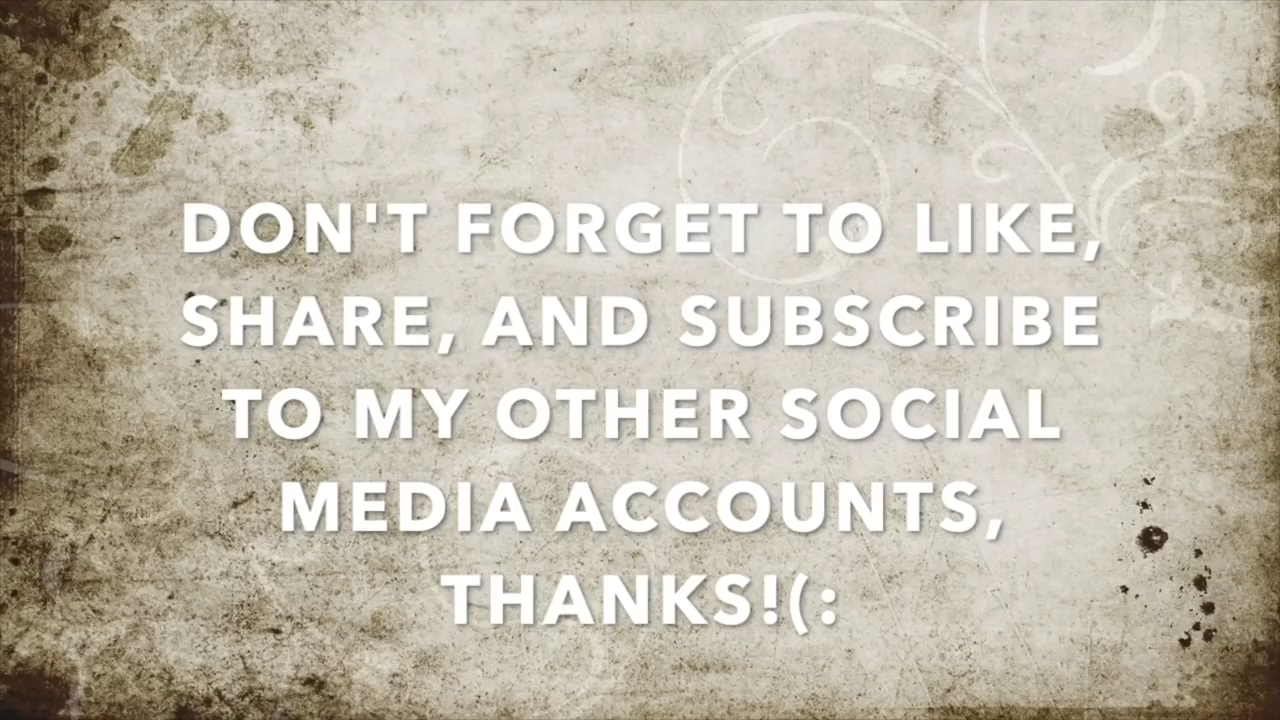 DON'T FORGET TO LIKE,
SHARE, AND SUBSCRIBE
TO MY OTHER SOCIAL
MEDIA ACCOUNTS,
THANKS!(: